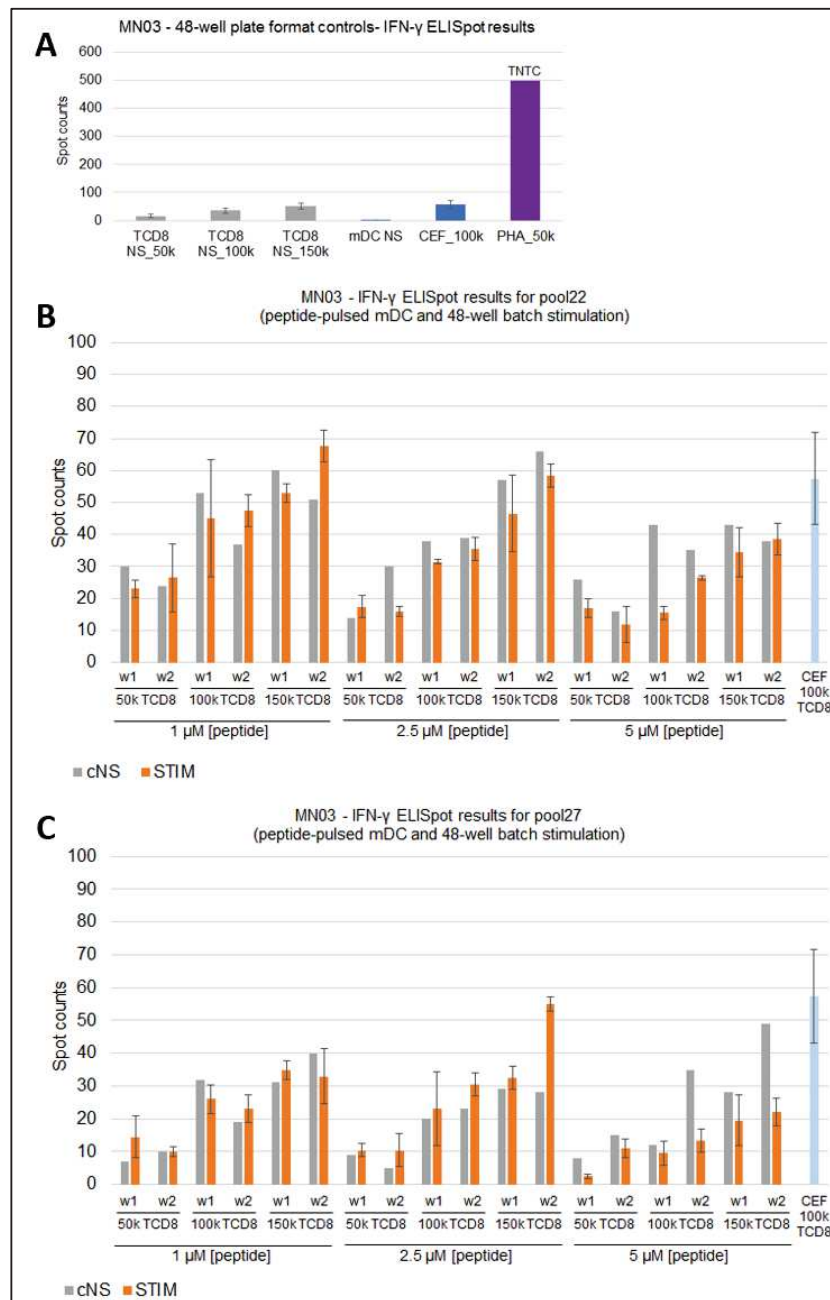 A
MN03 - 48-well plate format controls- IFN-γ ELISpot results
600
500
400
300
200
100
0
Spot counts
TNTC
TCD8 NS_50k
TCD8 NS_100k
TCD8 NS_150k
mDC NS
CEF_100k
PHA_50k
B
MN03 - IFN-γ ELISpot results for pool22
(peptide-pulsed mDC and 48-well batch stimulation)
100
90
80
70
60
50
40
30
20
10
0
Spot counts
w1 w2 w1 w2 w1 w2 w1 w2 w1 w2 w1 w2 w1 w2 w1 w2 w1 w2 CEF
50k TCD8 100k TCD8 150k TCD8 50k TCD8 100k TCD8 150k TCD8 50k TCD8 100k TCD8 150k TCD8 100k
TCD8
1 µM [peptide] 2.5 µM [peptide] 5 µM [peptide]
cNS STIM
C
MN03 - IFN-γ ELISpot results for pool27
(peptide-pulsed mDC and 48-well batch stimulation)
100
90
80
70
60
50
40
30
20
10
0
Spot counts
w1 w2 w1 w2 w1 w2 w1 w2 w1 w2 w1 w2 w1 w2 w1 w2 w1 w2 CEF
50k TCD8 100k TCD8 150k TCD8 50k TCD8 100k TCD8 150k TCD8 50k TCD8 100k TCD8 150k TCD8 100k
TCD8
1 µM [peptide] 2.5 µM [peptide] 5 µM [peptide]
cNS STIM